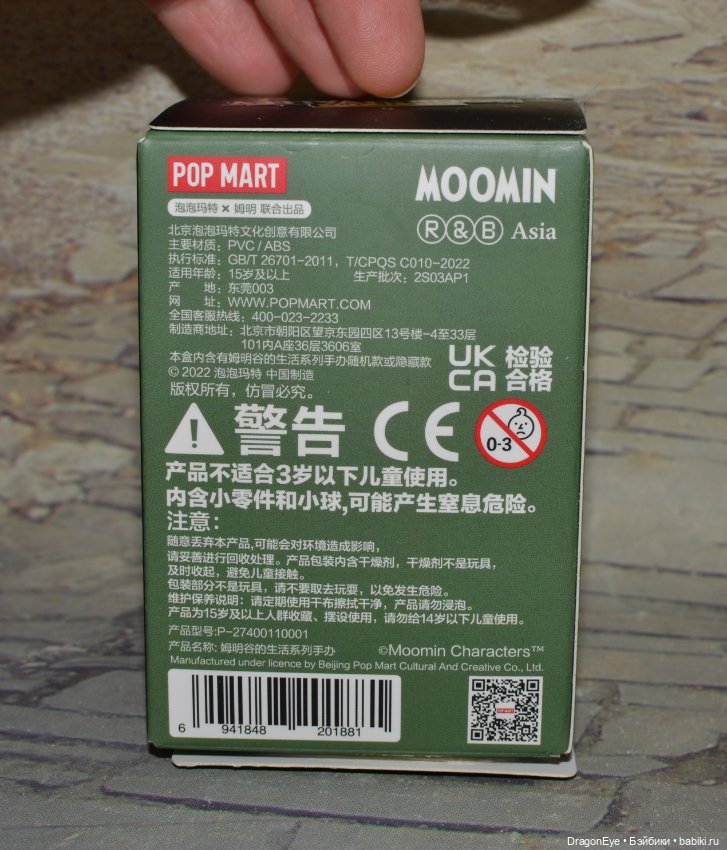 POP MART
泡泡玛特 × 姆明 联合出品
MOOMIN
R&B Asia
北京泡泡玛特文化创意有限公司
主要材质：PVC / ABS
执行标准：GB/T 26701-2011，T/CPQS C010-2022
适用年龄：15岁及以上 生产批次：2S03AP1
产 地：东莞003
网 址：WWW.POPMART.COM
全国客服热线：400-023-2233
制造商地址：北京市朝阳区望京东园四区13号楼-4至33层
101内A座36层3606室
本盒内含有姆明谷的生活系列手办随机款或隐藏款
© 2022 泡泡玛特 中国制造
版权所有，仿冒必究。
UK
CA
检验
合格
警告
CE
0-3
产品不适合3岁以下儿童使用。
内含小零件和小球,可能产生窒息危险。
注意：
随意丢弃本产品,可能会对环境造成影响，
请妥善进行回收处理。产品包装内含干燥剂，干燥剂不是玩具，
及时收起，避免儿童接触。
包装部分不是玩具，请不要取去玩耍，以免发生危险。
维护保养说明：请定期使用干布擦拭干净，产品请勿浸泡。
产品为15岁及以上人群收藏、摆设使用，请勿给14岁以下儿童使用。
产品型号：P-27400110001
产品名称：姆明谷的生活系列手办
©Moomin Characters™
Manufactured under licence by Beijing Pop Mart Cultural And Creative Co., Ltd.
6 941848 201881
POP MART
DragonEye • Бэйбики • babiki.ru